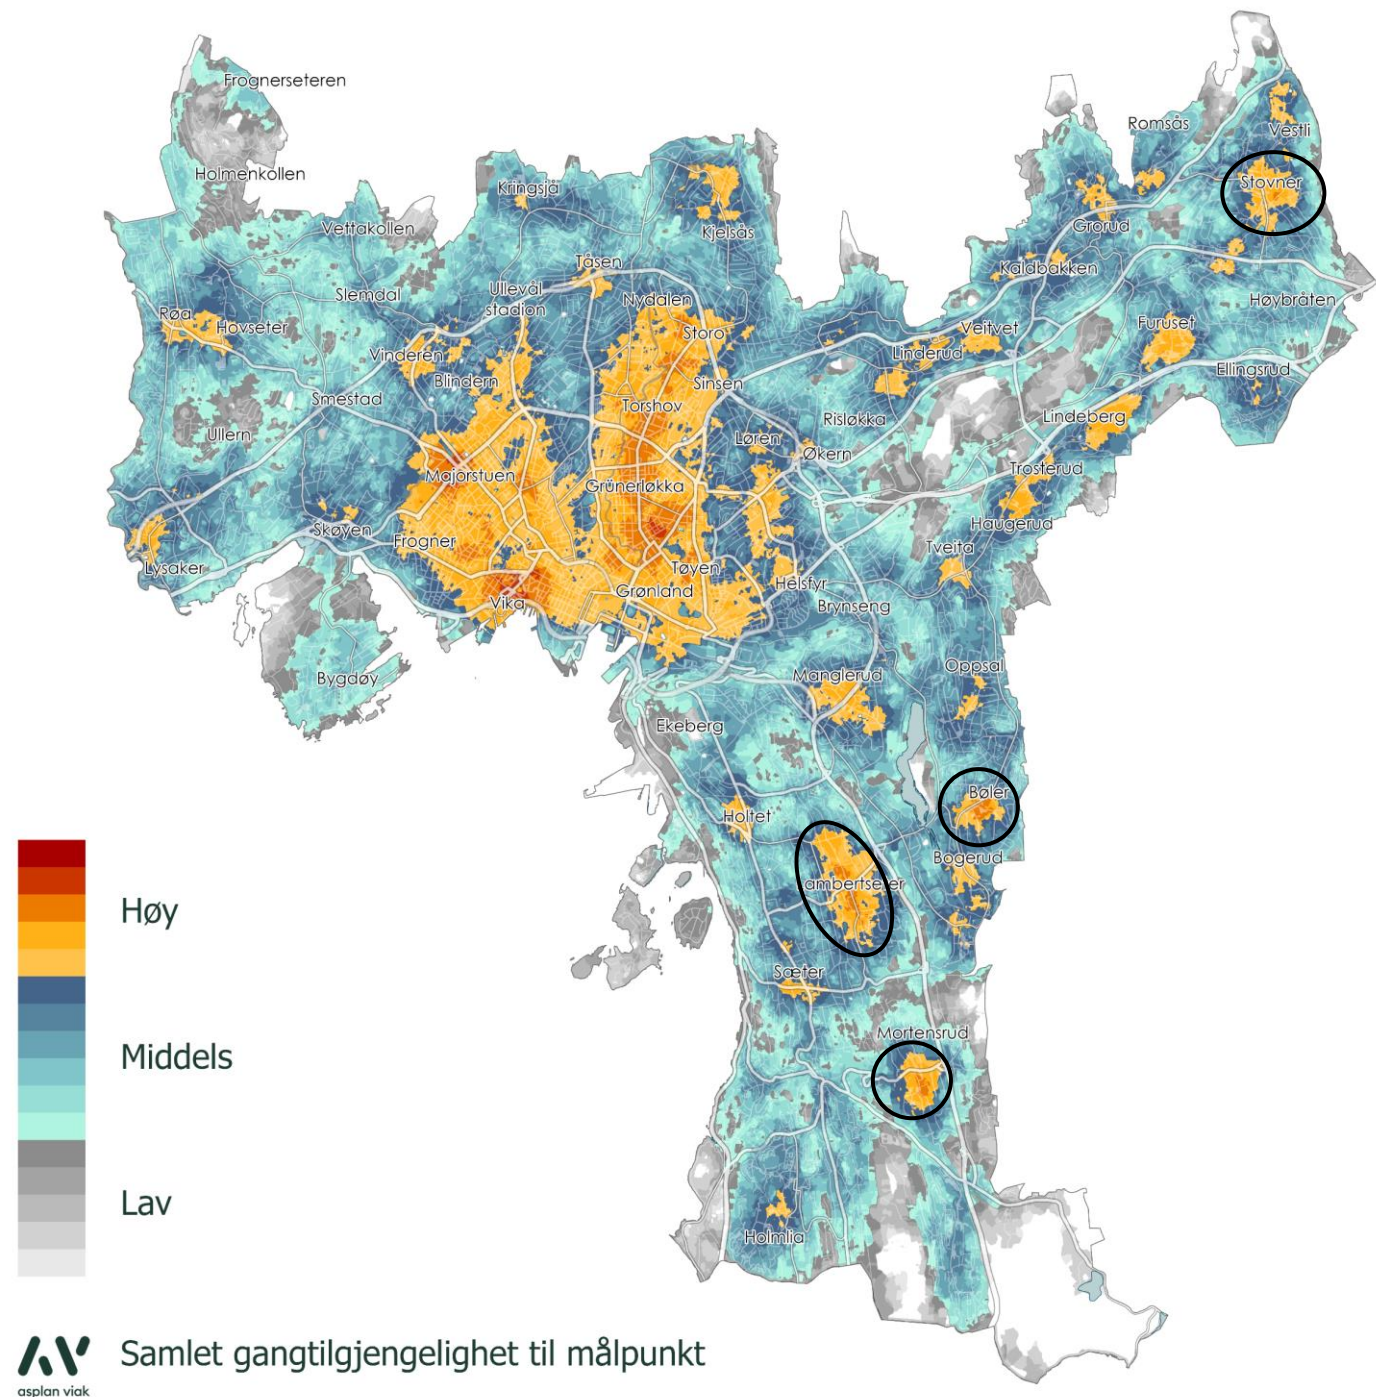 Frognerseteren
Romsås
Vestli
Holmenkollen
Kringsjå
Stovner
Vettakollen
Kjelsås
Grorud
Tåsen
Kaldbakken
Slemdal
Ullevål
stadion
Nydalen
Høybråten
Røa
Hovseter
Storo
Veitvet
Furuset
Vinderen
Linderud
Blindern
Sinsen
Ellingsrud
Smestad
Torshov
Risløkka
Lindeberg
Ullern
Løren
Økern
Majorstuen
Trosterud
Grünerløkka
Haugerud
Skøyen
Frogner
Tveita
Lysaker
Tøyen
Helsfyr
Vika
Grønland
Brynseng
Bygdøy
Manglerud
Oppsal
Ekeberg
Bøler
Holtet
Bogerud
ambertseter
Høy
Sæter
Mortensrud
Middels
Lav
Holmlia
Samlet gangtilgjengelighet til målpunkt
asplan viak